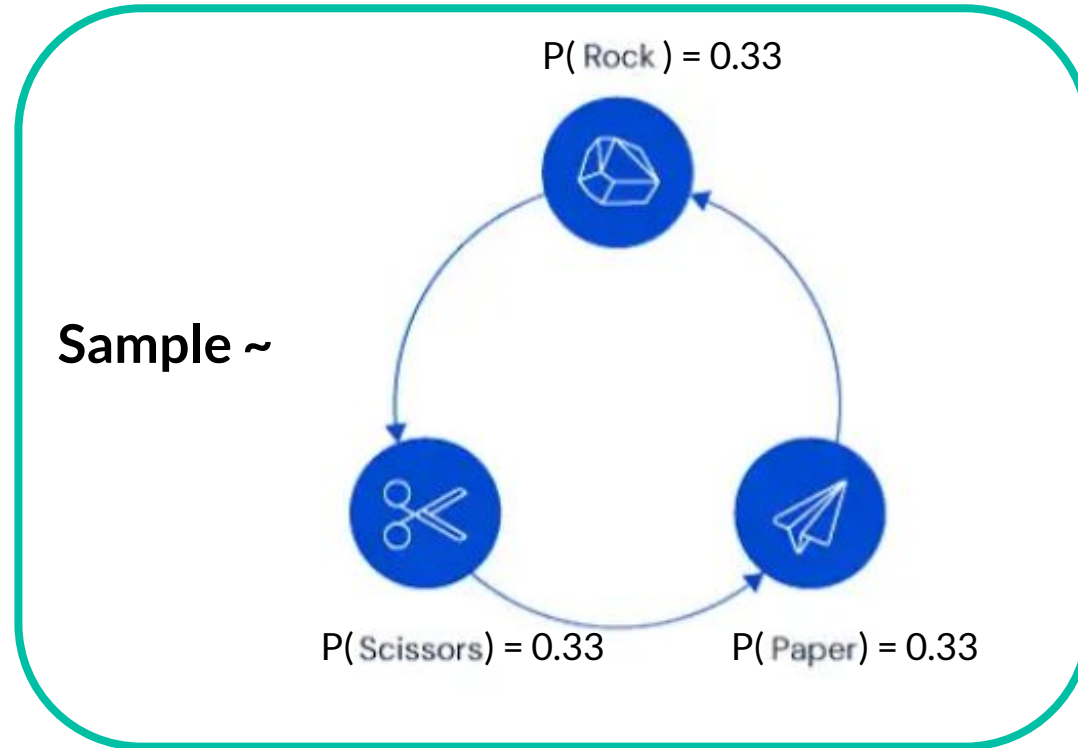 P( Rock ) = 0.33
Sample ~
P( Scissors) = 0.33
P( Paper) = 0.33